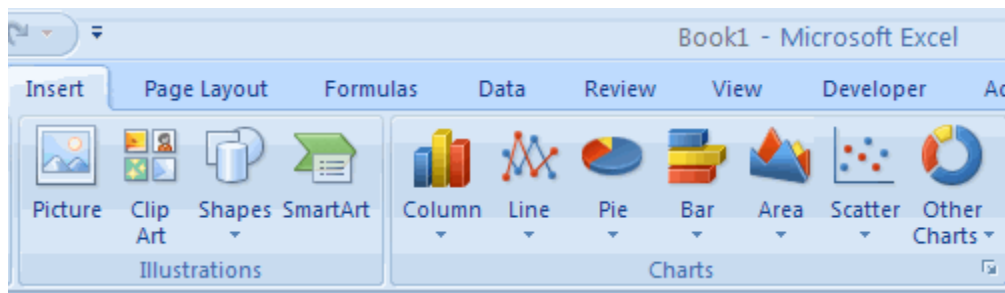 Book1 - Microsoft Excel
Insert Page Layout Formulas Data Review View Developer
Picture Clip Art Shapes SmartArt Column Line Pie Bar Area Scatter Other Charts
Illustrations Charts